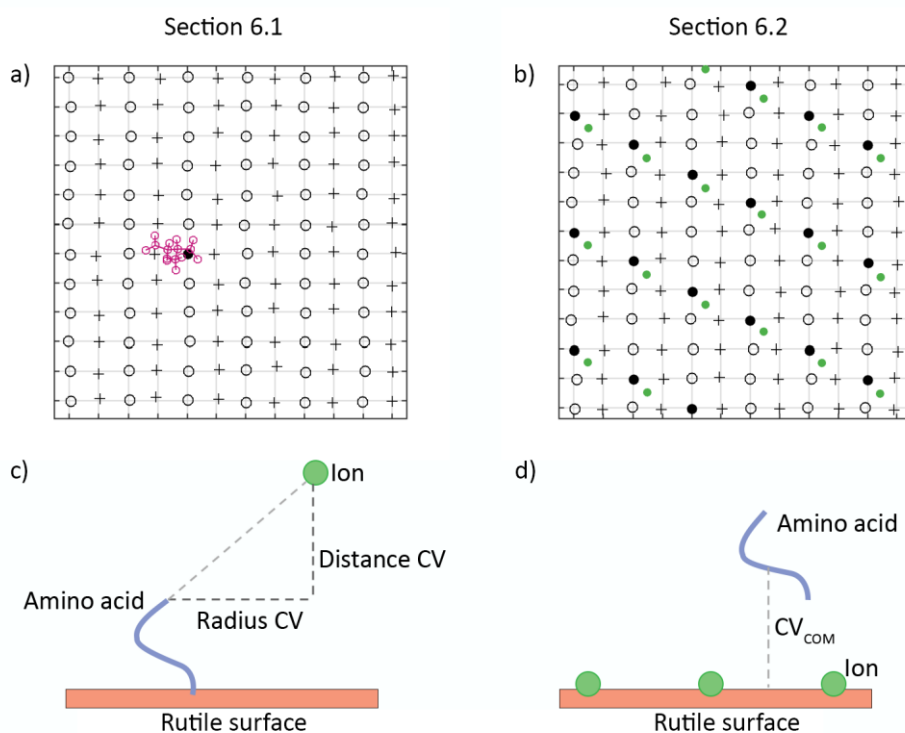 Section 6.1
Section 6.2
a)
b)
c)
Ion
Distance CV
Amino acid
Radius CV
Rutile surface
d)
Amino acid
CVCOM
Ion
Rutile surface